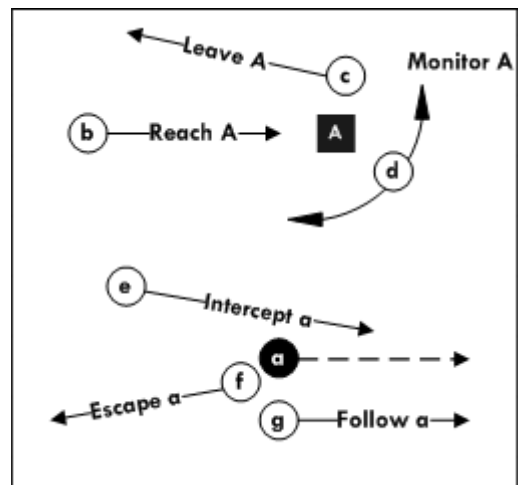 Leave A
c
Monitor A
b
Reach A
A
d
e
Intercept a
a
f
Escape a
g
Follow a